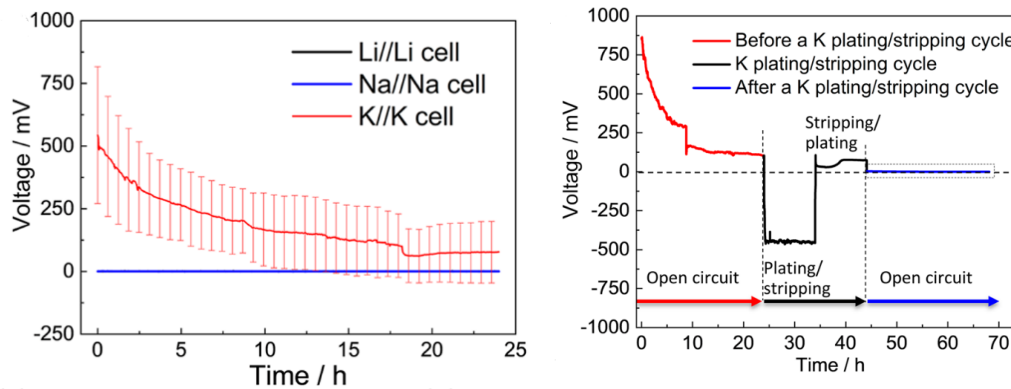 Li//Li cell
Na//Na cell
K//K cell
1000
750
500
250
0
-250
Voltage / mV
0
5
10
15
20
25
Time / h
Before a K plating/stripping cycle
K plating/stripping cycle
After a K plating/stripping cycle
Stripping/
plating
1000
750
500
250
0
-250
-500
-750
-1000
Voltage / mV
Open circuit
Plating/
stripping
Open circuit
0
10
20
30
40
50
60
70
Time / h